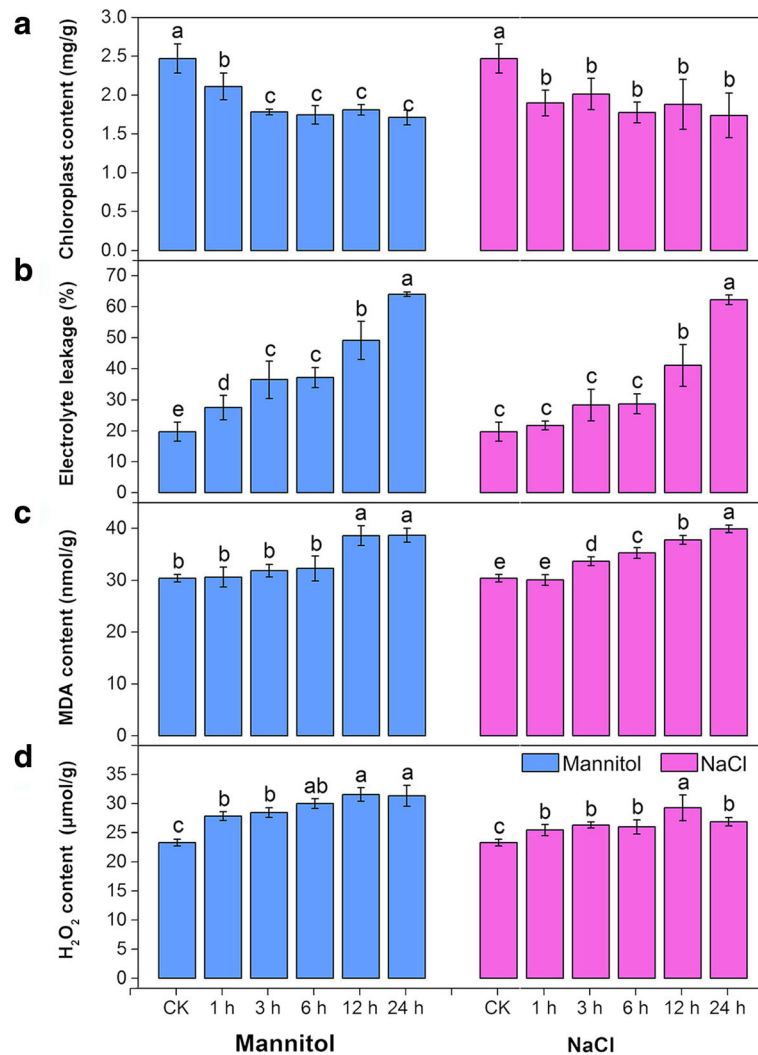 a
Chloroplast content (mg/g)
3.0
2.5
2.0
1.5
1.0
0.5
0.0
a b c c c c
a b b b b b
b
Electrolyte leakage (%)
70
60
50
40
30
20
10
0
e d c c b a
c c c c b a
c
MDA content (nmol/g)
40
30
20
10
0
b b b b a a
e e d c b a
d
H₂O₂ content (μmol/g)
35
30
25
20
15
10
5
0
Mannitol NaCl
c b b ab a a
c b b b a b
CK 1 h 3 h 6 h 12 h 24 h CK 1 h 3 h 6 h 12 h 24 h
Mannitol NaCl